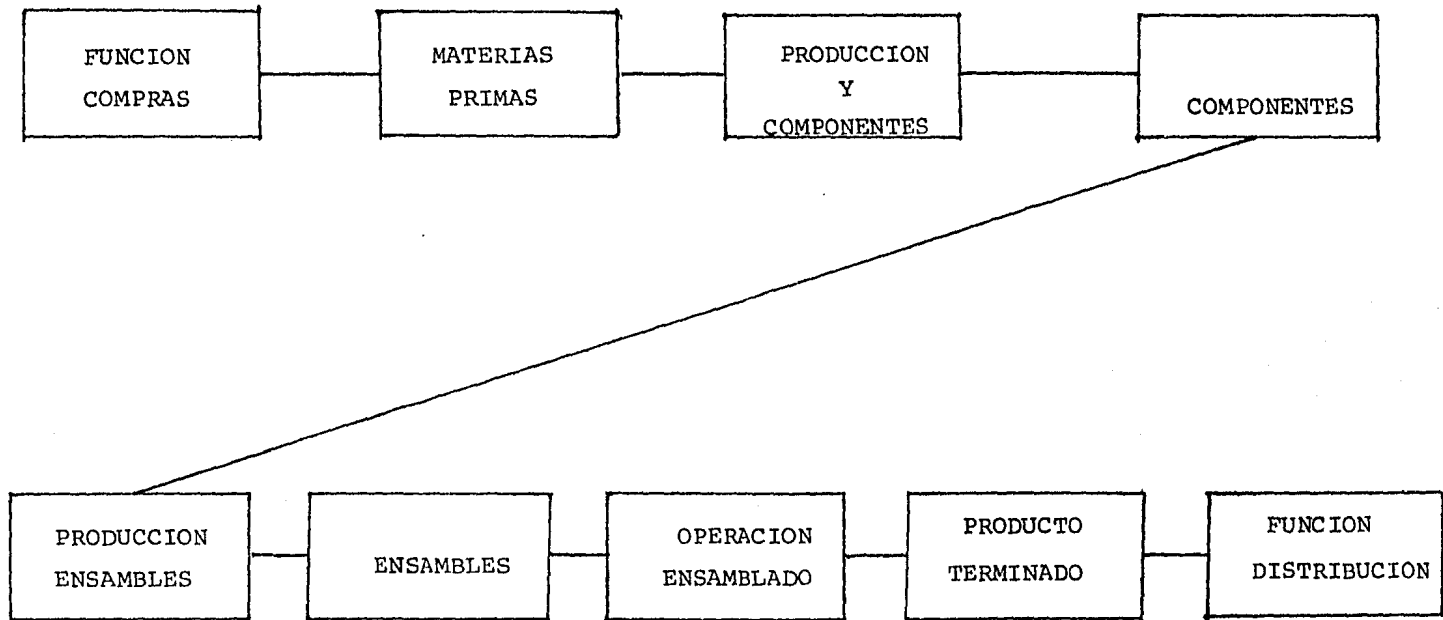 FUNCION
COMPRAS
MATERIAS
PRIMAS
PRODUCCION
Y
COMPONENTES
COMPONENTES
PRODUCCION
ENSAMBLES
ENSAMBLES
OPERACION
ENSAMBLADO
PRODUCTO
TERMINADO
FUNCION
DISTRIBUCION